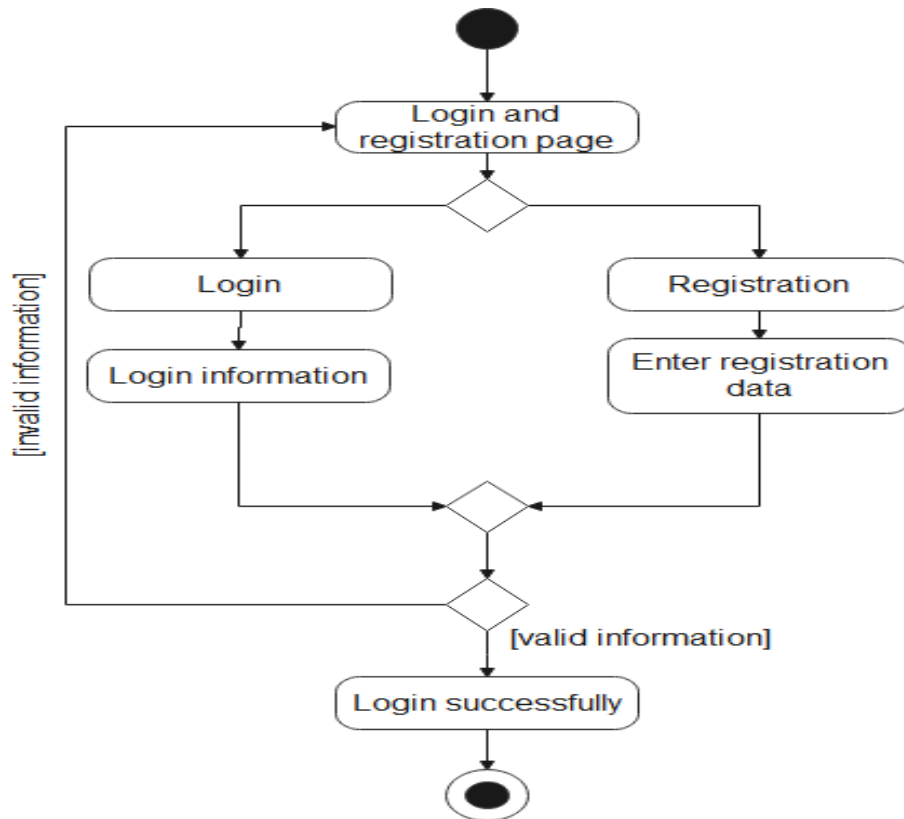 Login and
registration page
Login
Registration
Login information
Enter registration
data
[invalid information]
[valid information]
Login successfully